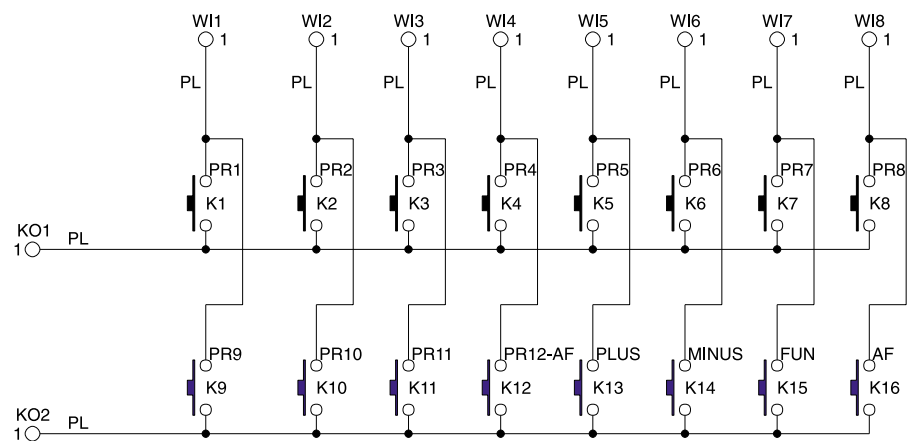 WI1 WI2 WI3 WI4 WI5 WI6 WI7 WI8
1 1 1 1 1 1 1 1
PL PL PL PL PL PL PL PL
PR1 PR2 PR3 PR4 PR5 PR6 PR7 PR8
K1 K2 K3 K4 K5 K6 K7 K8
KO1 PL
1
PR9 PR10 PR11 PR12-AF PLUS MINUS FUN AF
K9 K10 K11 K12 K13 K14 K15 K16
KO2 PL
1